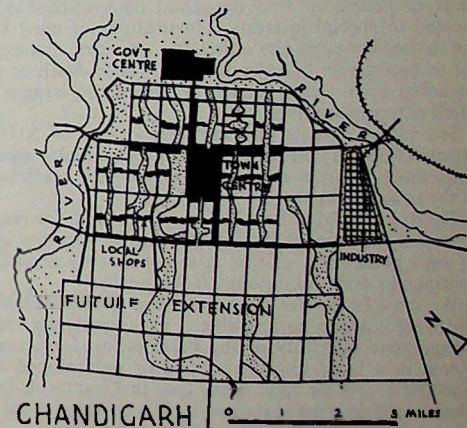 GOV'T
CENTRE
RIVER
RIVER
TOWN
CENTRE
LOCAL
SHOPS
INDUSTRY
FUTURE EXTENSION
N
CHANDIGARH
0 1 2 3 MILES